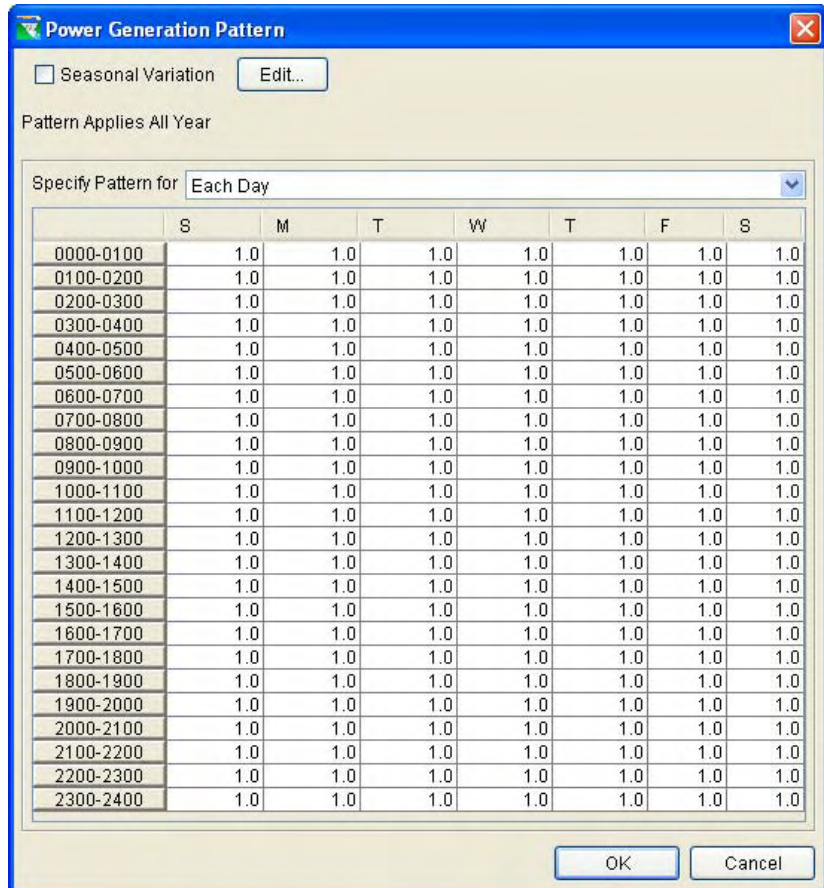 Power Generation Pattern
Seasonal Variation Edit...
Pattern Applies All Year
Specify Pattern for Each Day
S M T W T F S
0000-0100 1.0 1.0 1.0 1.0 1.0 1.0 1.0
0100-0200 1.0 1.0 1.0 1.0 1.0 1.0 1.0
0200-0300 1.0 1.0 1.0 1.0 1.0 1.0 1.0
0300-0400 1.0 1.0 1.0 1.0 1.0 1.0 1.0
0400-0500 1.0 1.0 1.0 1.0 1.0 1.0 1.0
0500-0600 1.0 1.0 1.0 1.0 1.0 1.0 1.0
0600-0700 1.0 1.0 1.0 1.0 1.0 1.0 1.0
0700-0800 1.0 1.0 1.0 1.0 1.0 1.0 1.0
0800-0900 1.0 1.0 1.0 1.0 1.0 1.0 1.0
0900-1000 1.0 1.0 1.0 1.0 1.0 1.0 1.0
1000-1100 1.0 1.0 1.0 1.0 1.0 1.0 1.0
1100-1200 1.0 1.0 1.0 1.0 1.0 1.0 1.0
1200-1300 1.0 1.0 1.0 1.0 1.0 1.0 1.0
1300-1400 1.0 1.0 1.0 1.0 1.0 1.0 1.0
1400-1500 1.0 1.0 1.0 1.0 1.0 1.0 1.0
1500-1600 1.0 1.0 1.0 1.0 1.0 1.0 1.0
1600-1700 1.0 1.0 1.0 1.0 1.0 1.0 1.0
1700-1800 1.0 1.0 1.0 1.0 1.0 1.0 1.0
1800-1900 1.0 1.0 1.0 1.0 1.0 1.0 1.0
1900-2000 1.0 1.0 1.0 1.0 1.0 1.0 1.0
2000-2100 1.0 1.0 1.0 1.0 1.0 1.0 1.0
2100-2200 1.0 1.0 1.0 1.0 1.0 1.0 1.0
2200-2300 1.0 1.0 1.0 1.0 1.0 1.0 1.0
2300-2400 1.0 1.0 1.0 1.0 1.0 1.0 1.0
OK Cancel